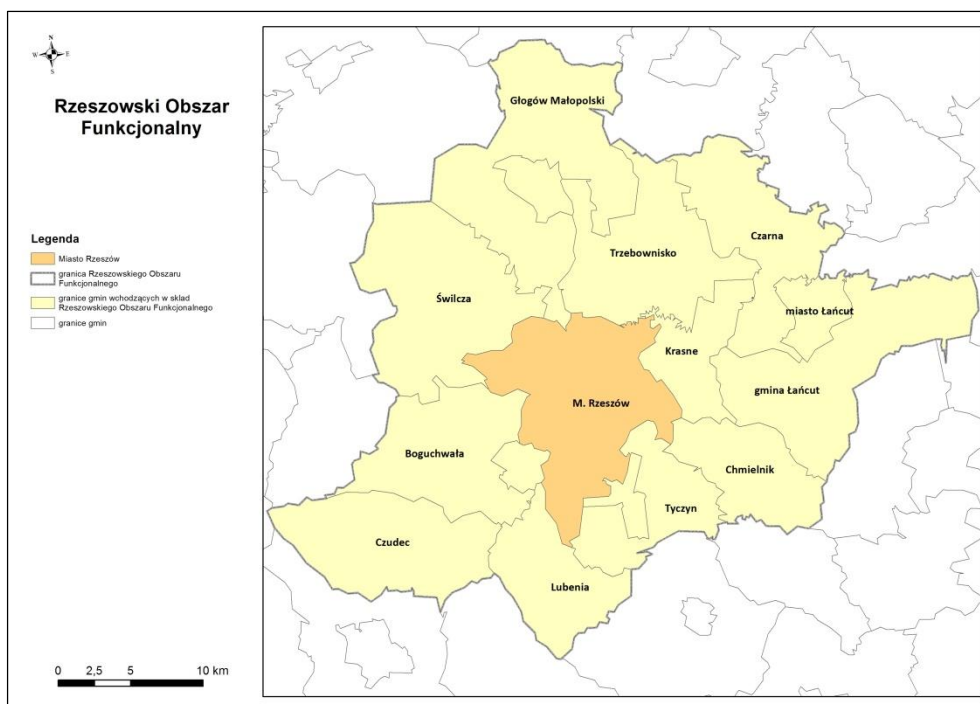 N
W E
S
Rzeszowski Obszar
Funkcjonalny
Legenda
Miasto Rzeszów
granica Rzeszowskiego Obszaru
Funkcjonalnego
granice gmin wchodzących w skład
Rzeszowskiego Obszaru Funkcjonalnego
granice gmin
0 2,5 5 10 km
Głogów Małopolski
Czarna
Trzebownisko
Świlcza
miasto Łańcut
Krasne
gmina Łańcut
M. Rzeszów
Boguchwała
Chmielnik
Tyczyn
Czudec
Lubenia